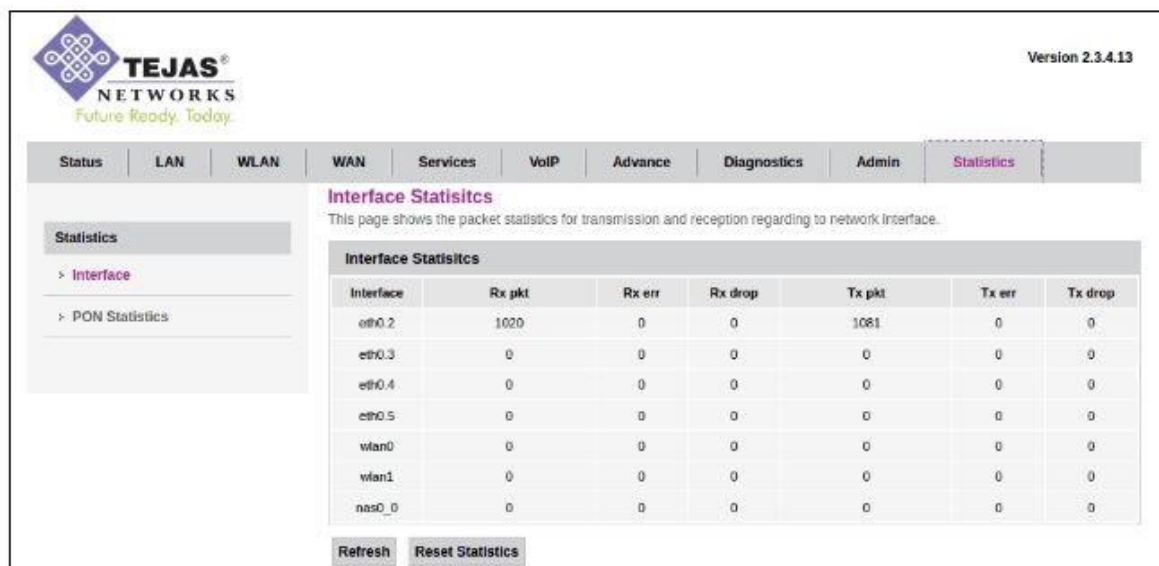 TEJAS®
NETWORKS
Future Ready. Today.
Version 2.3.4.13
Status LAN WLAN WAN Services VoIP Advance Diagnostics Admin Statistics
Interface Statisitcs
This page shows the packet statistics for transmission and reception regarding to network interface.
Statistics
> Interface
> PON Statistics
Interface Statisitcs
Interface Rx pkt Rx err Rx drop Tx pkt Tx err Tx drop
eth0.2 1020 0 0 1081 0 0
eth0.3 0 0 0 0 0 0
eth0.4 0 0 0 0 0 0
eth0.5 0 0 0 0 0 0
wlan0 0 0 0 0 0 0
wlan1 0 0 0 0 0 0
nas0_0 0 0 0 0 0 0
Refresh Reset Statistics